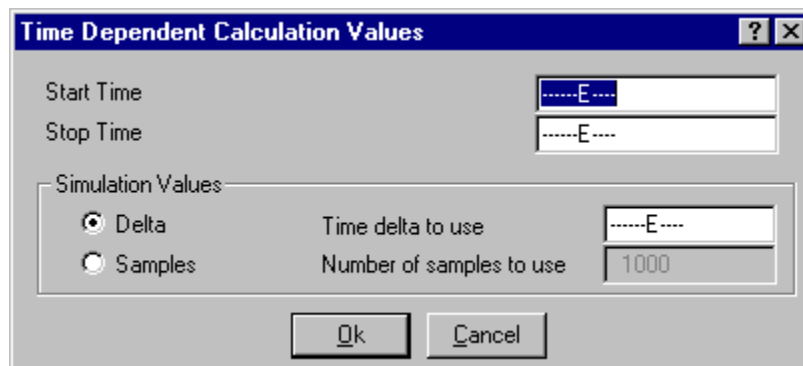 Time Dependent Calculation Values
Start Time ------E----
Stop Time ------E----
Simulation Values
Delta Time delta to use ------E----
Samples Number of samples to use 1000
Ok Cancel